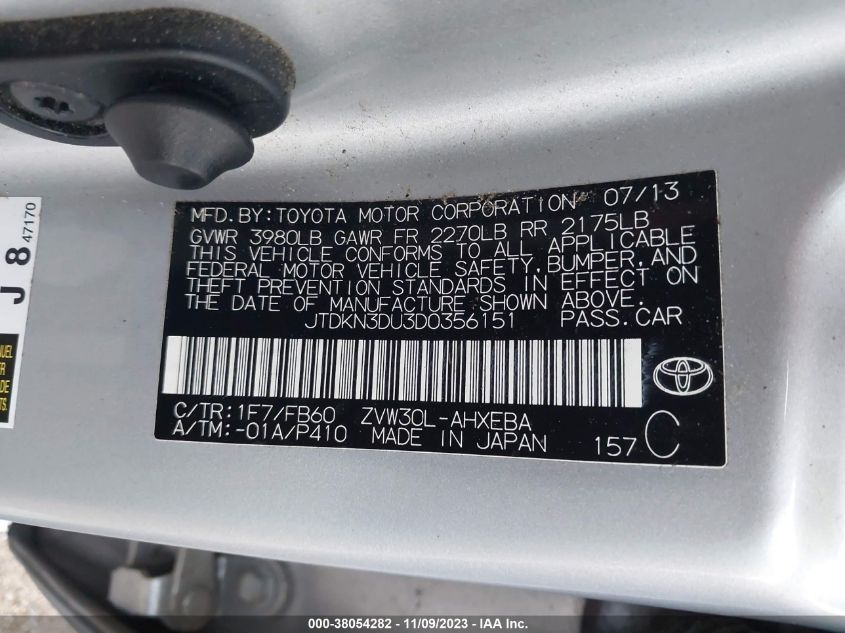 MFD. BY: TOYOTA MOTOR CORPORATION 07/13
GVWR 3980LB GAWR FR 2270LB RR 2175LB
THIS VEHICLE CONFORMS TO ALL APPLICABLE
FEDERAL MOTOR VEHICLE SAFETY, BUMPER, AND
THEFT PREVENTION STANDARDS IN EFFECT ON
THE DATE OF MANUFACTURE SHOWN ABOVE.
JTDKN3DU3D0356151 PASS. CAR
C/TR: 1F7/FB60 ZVW30L-AHXEBA
A/TM: -01A/P410 MADE IN JAPAN 157 C
J 8 47170
000-38054282 - 11/09/2023 - IAA Inc.